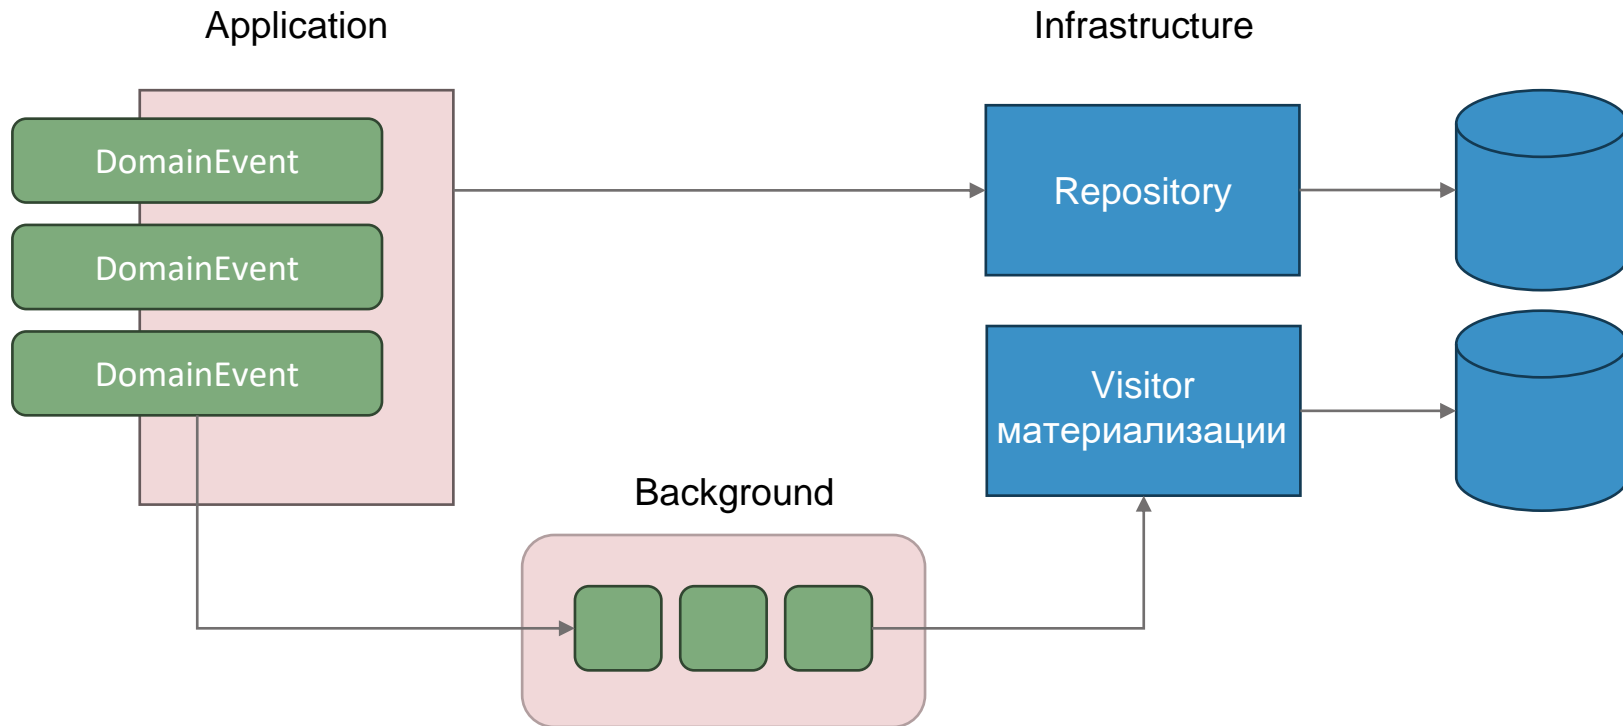 Application
Infrastructure
DomainEvent
DomainEvent
DomainEvent
Repository
Visitor
материализации
Background